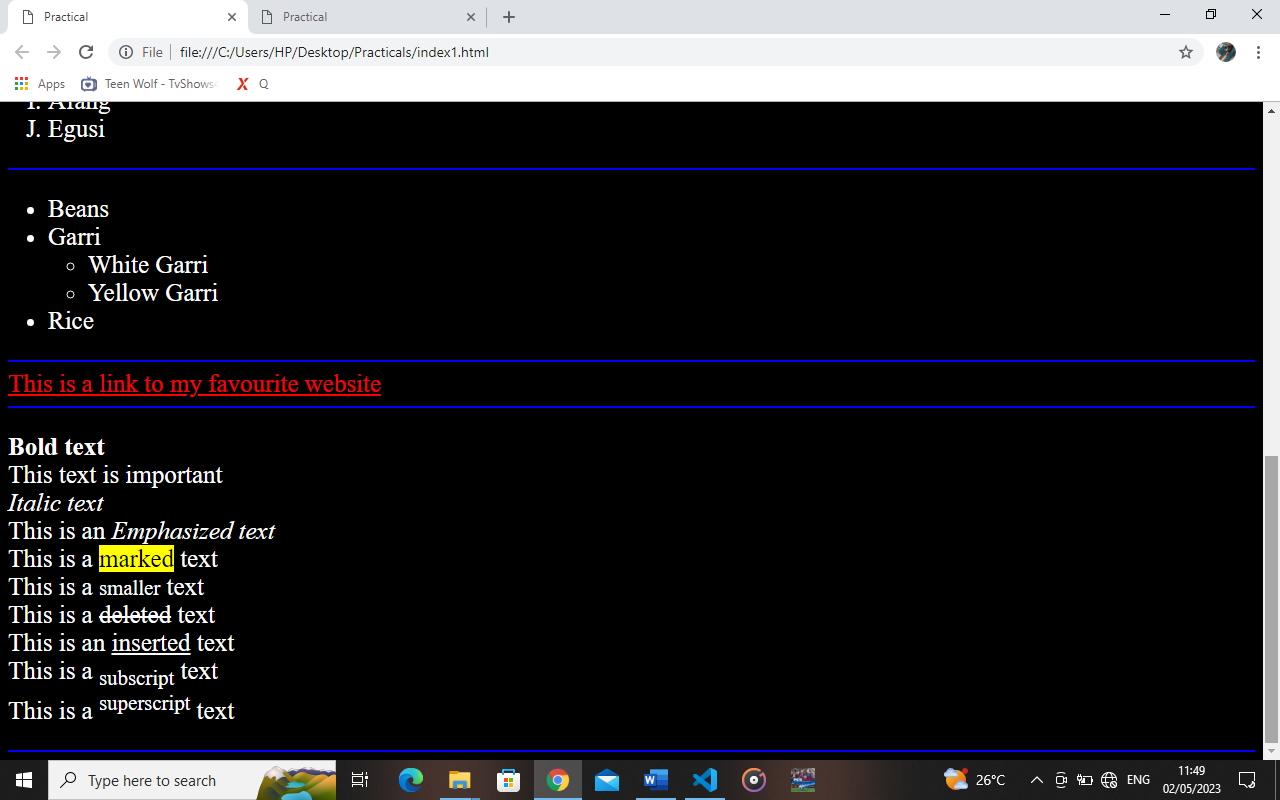 Practical
Practical
File
file:///C:/Users/HP/Desktop/Practicals/index1.html
Apps
Teen Wolf - TvShows
Q
I. Afang
J. Egusi
Beans
Garri
White Garri
Yellow Garri
Rice
This is a link to my favourite website
Bold text
This text is important
Italic text
This is an Emphasized text
This is a marked text
This is a smaller text
This is a deleted text
This is an inserted text
This is a subscript text
This is a superscript text
Type here to search
26°C
ENG
11:49
02/05/2023